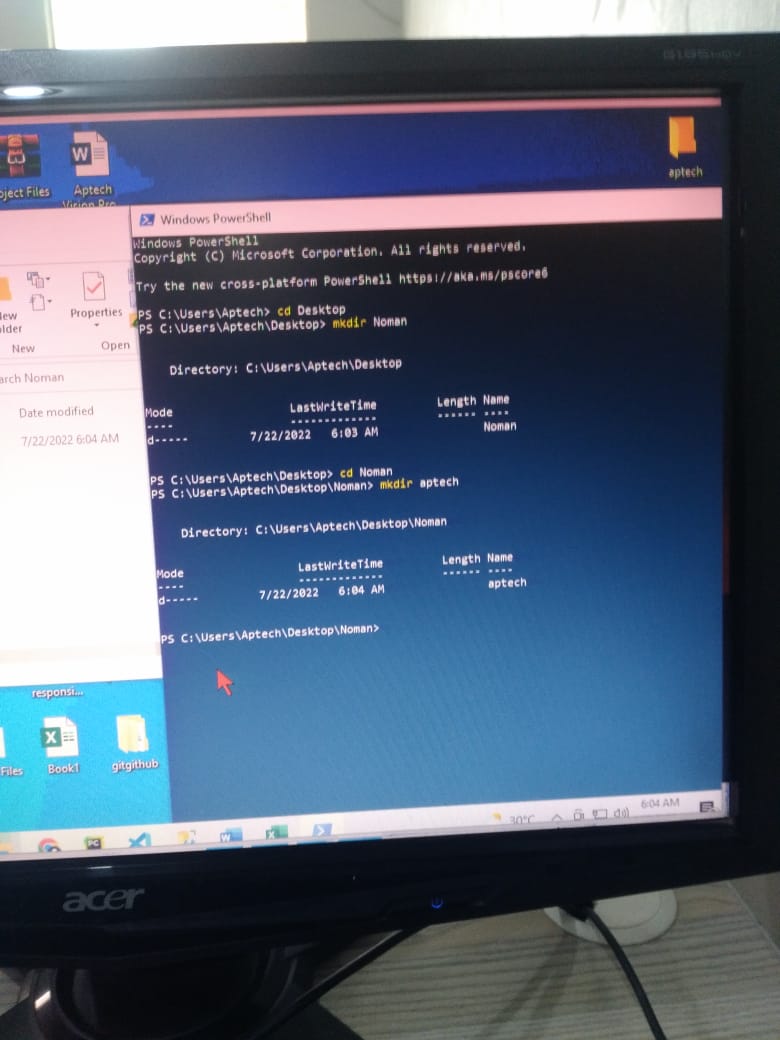 G185HQV
oject Files
Aptech
Vision Pro
aptech
Windows PowerShell
Windows PowerShell
Copyright (C) Microsoft Corporation. All rights reserved.
Try the new cross-platform PowerShell https://aka.ms/pscore6
PS C:\Users\Aptech> cd Desktop
PS C:\Users\Aptech\Desktop> mkdir Noman
Directory: C:\Users\Aptech\Desktop
Mode LastWriteTime Length Name
---- ------------- ------ ----
d----- 7/22/2022 6:03 AM Noman
PS C:\Users\Aptech\Desktop> cd Noman
PS C:\Users\Aptech\Desktop\Noman> mkdir aptech
Directory: C:\Users\Aptech\Desktop\Noman
Mode LastWriteTime Length Name
---- ------------- ------ ----
d----- 7/22/2022 6:04 AM aptech
PS C:\Users\Aptech\Desktop\Noman>
ew
older
Properties
New
Open
arch Noman
Date modified
7/22/2022 6:04 AM
responsi...
Files
Book1
gitgithub
30°C
6:04 AM
acer